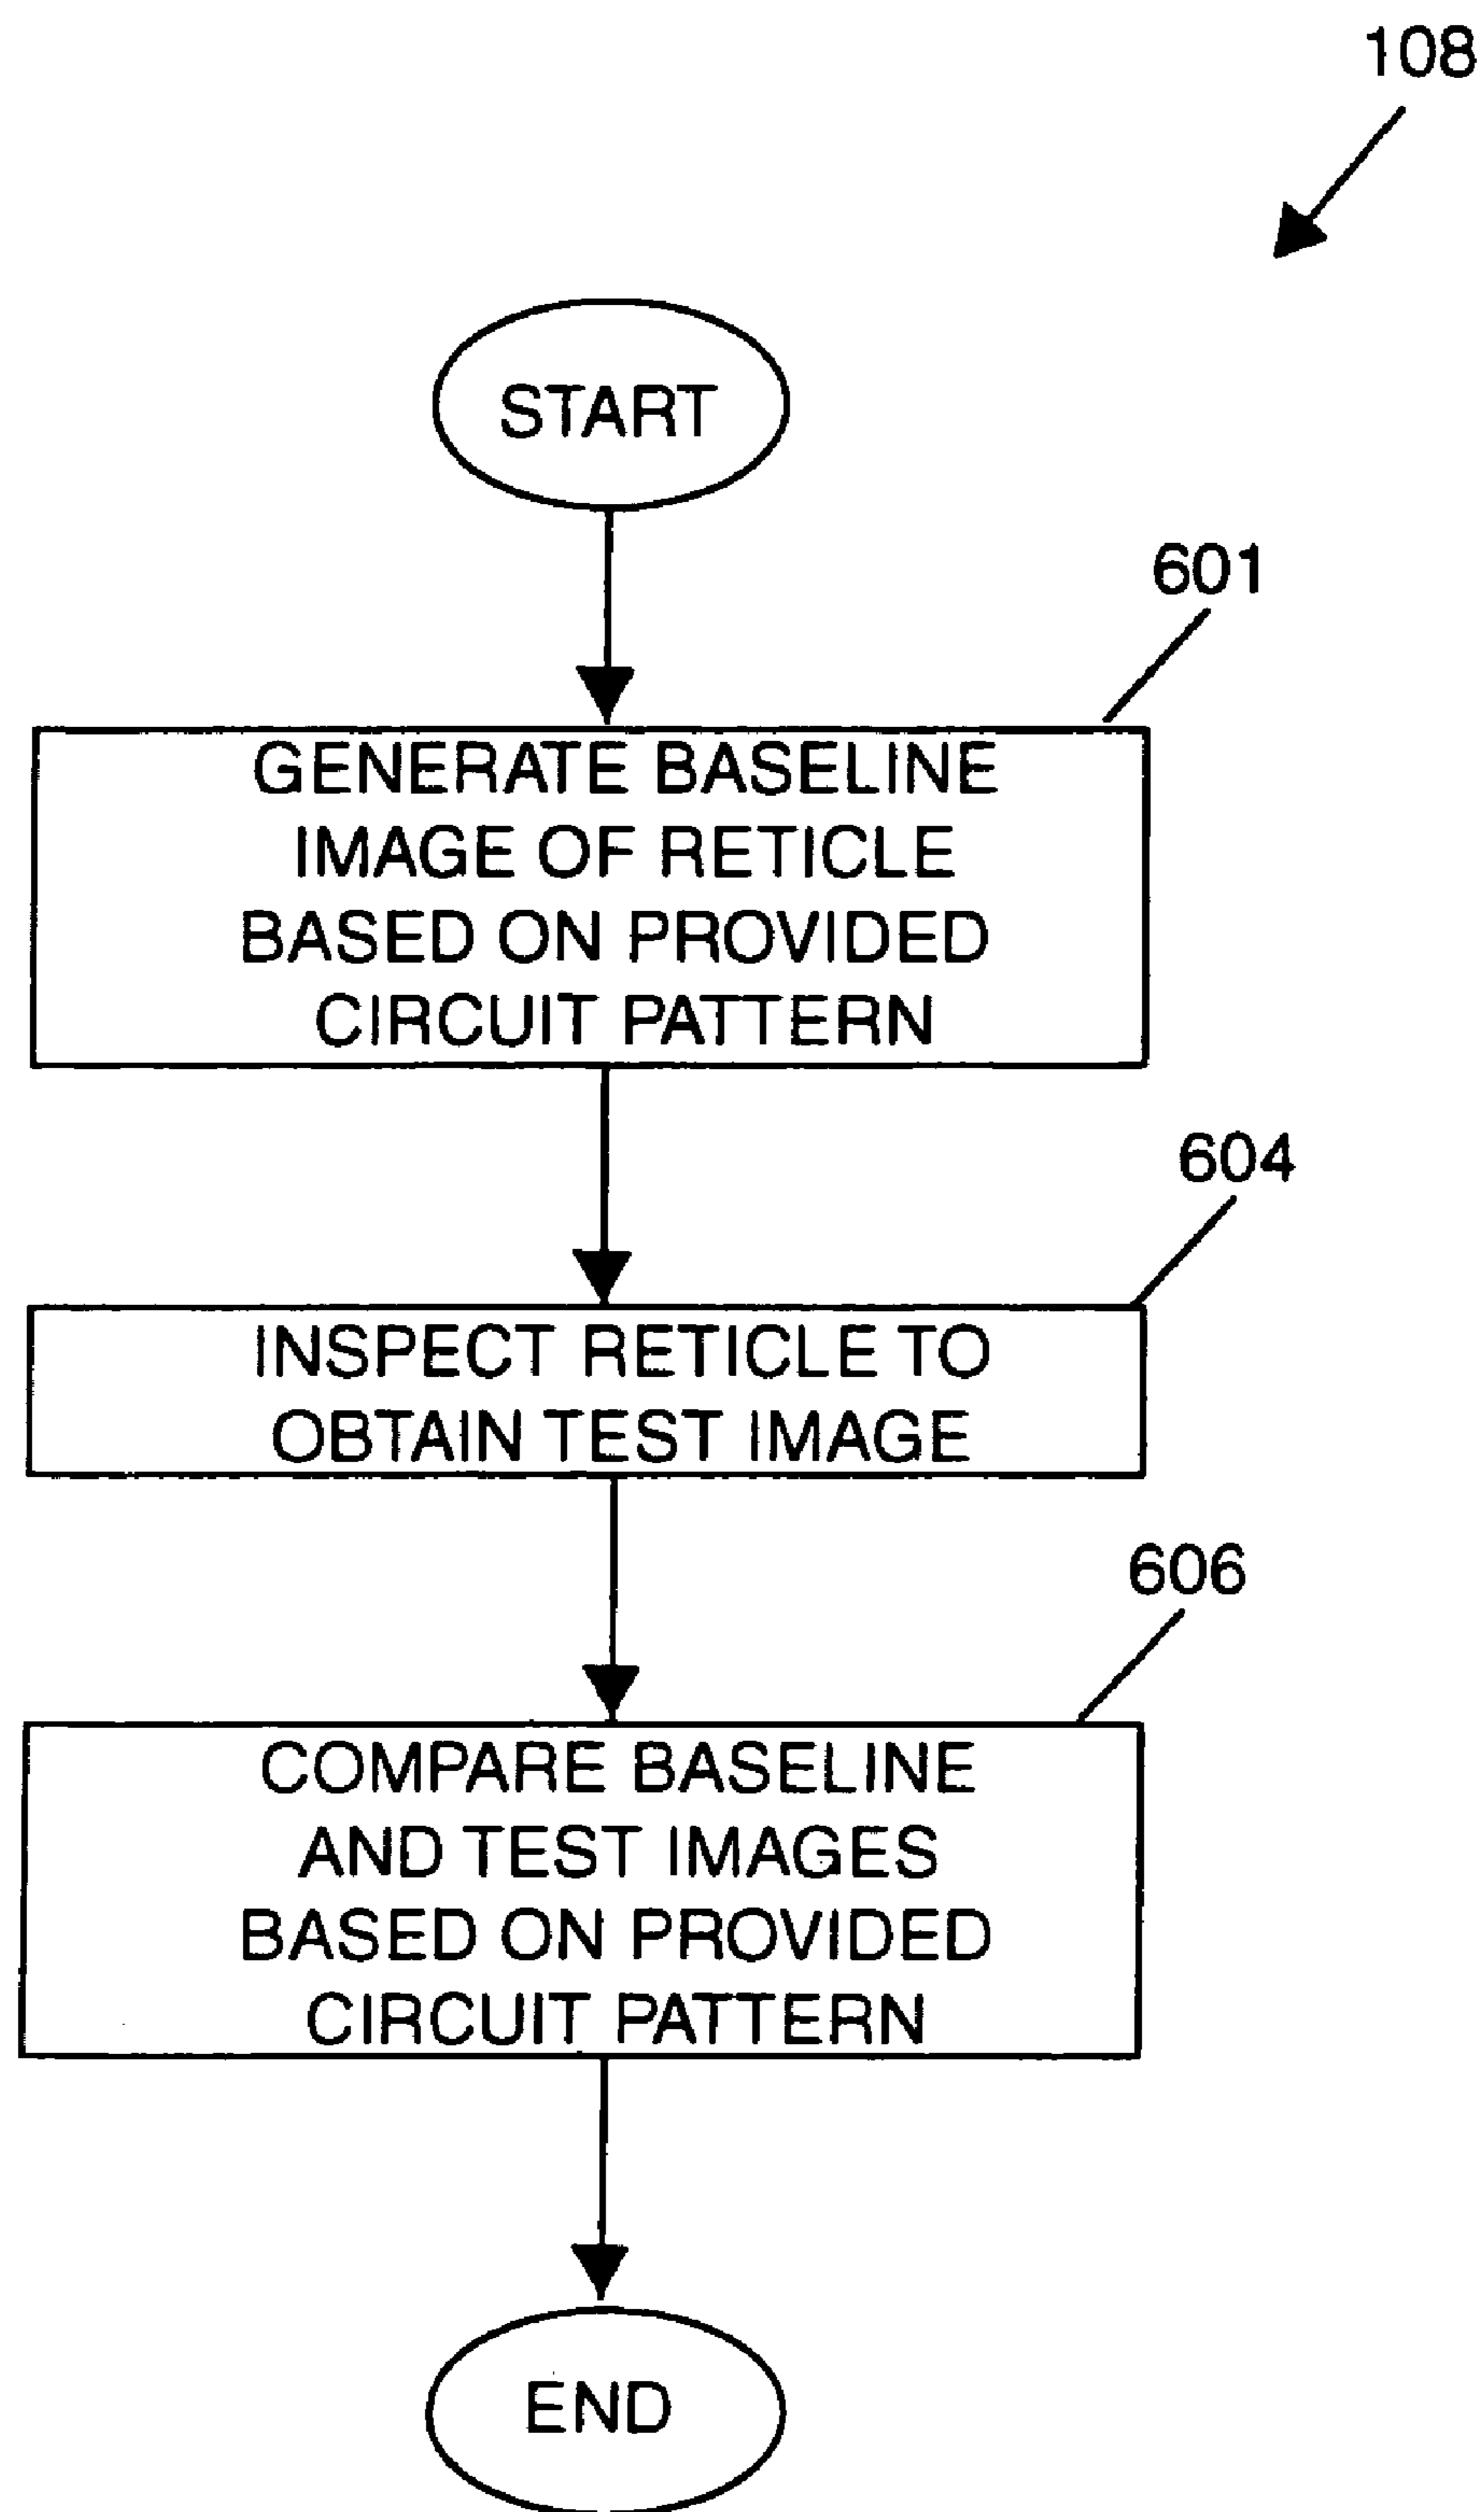 108
START
601
GENERATE BASELINE
IMAGE OF RETICLE
BASED ON PROVIDED
CIRCUIT PATTERN
604
INSPECT RETICLE TO
OBTAIN TEST IMAGE
606
COMPARE BASELINE
AND TEST IMAGES
BASED ON PROVIDED
CIRCUIT PATTERN
END